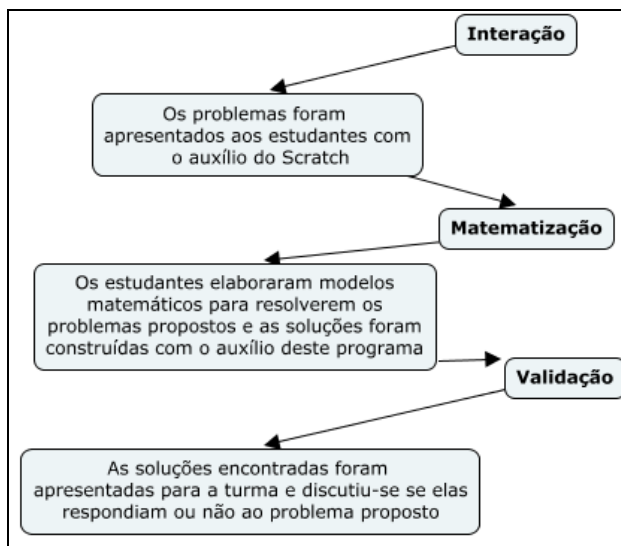 Interação
Os problemas foram
apresentados aos estudantes com
o auxílio do Scratch
Matematização
Os estudantes elaboraram modelos
matemáticos para resolverem os
problemas propostos e as soluções foram
construídas com o auxílio deste programa
Validação
As soluções encontradas foram
apresentadas para a turma e discutiu-se se elas
respondiam ou não ao problema proposto